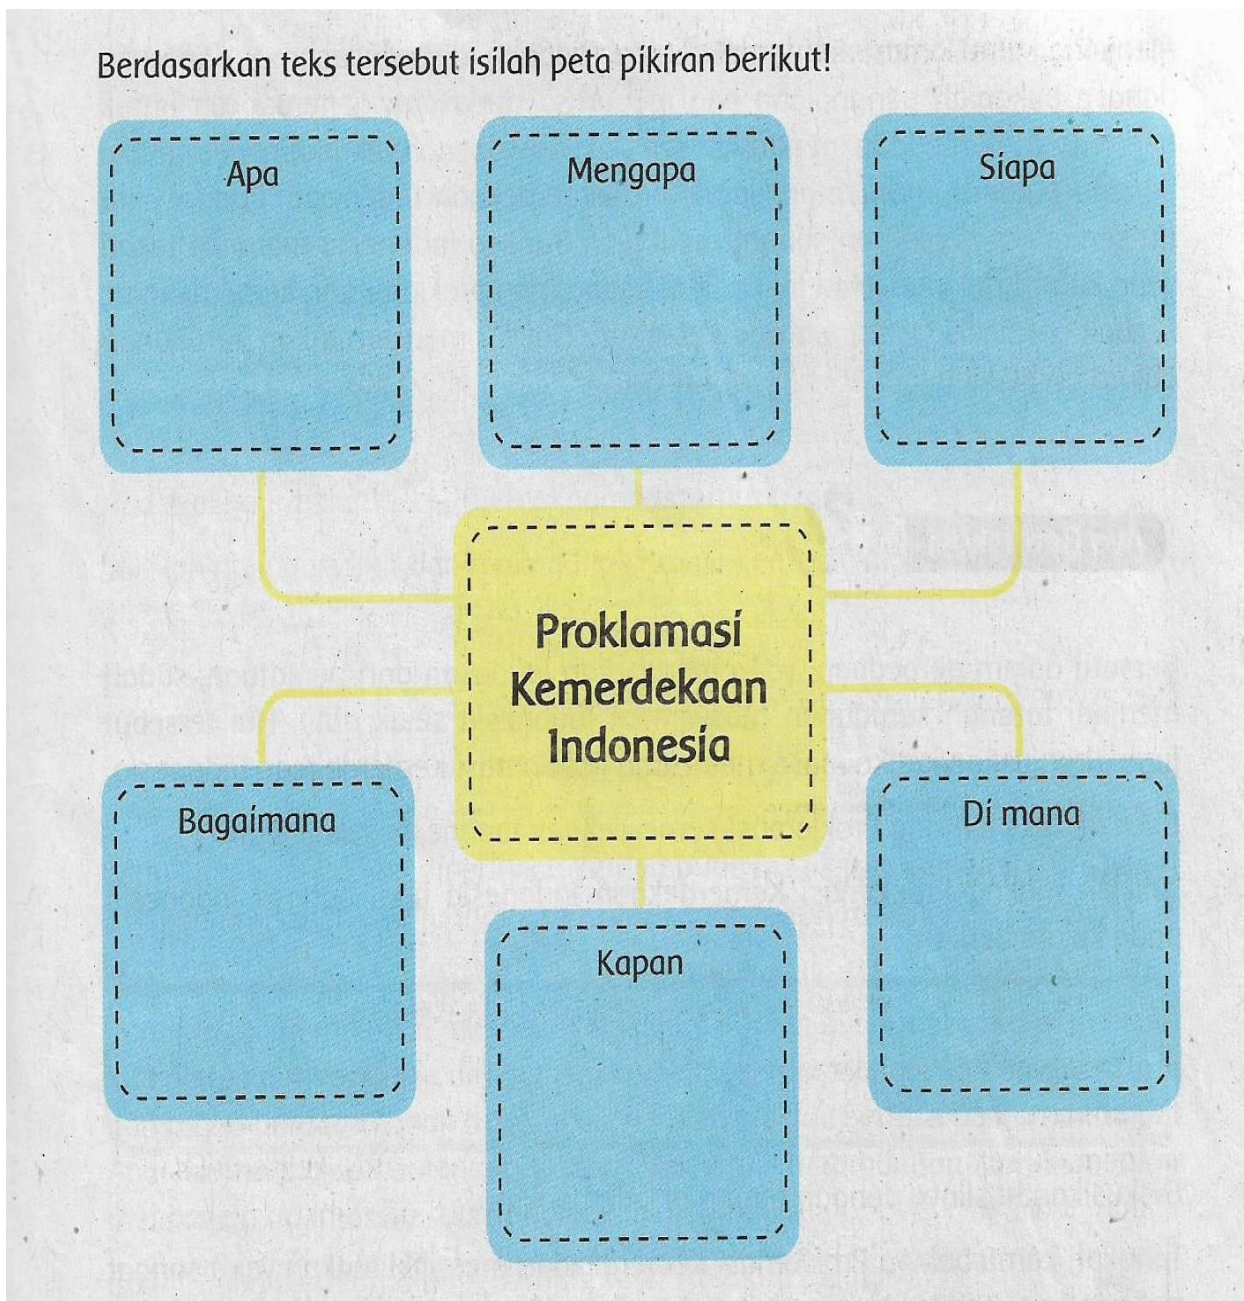 Berdasarkan teks tersebut isilah peta pikiran berikut!
Apa
Mengapa
Siapa
Proklamasi
Kemerdekaan
Indonesia
Bagaimana
Di mana
Kapan